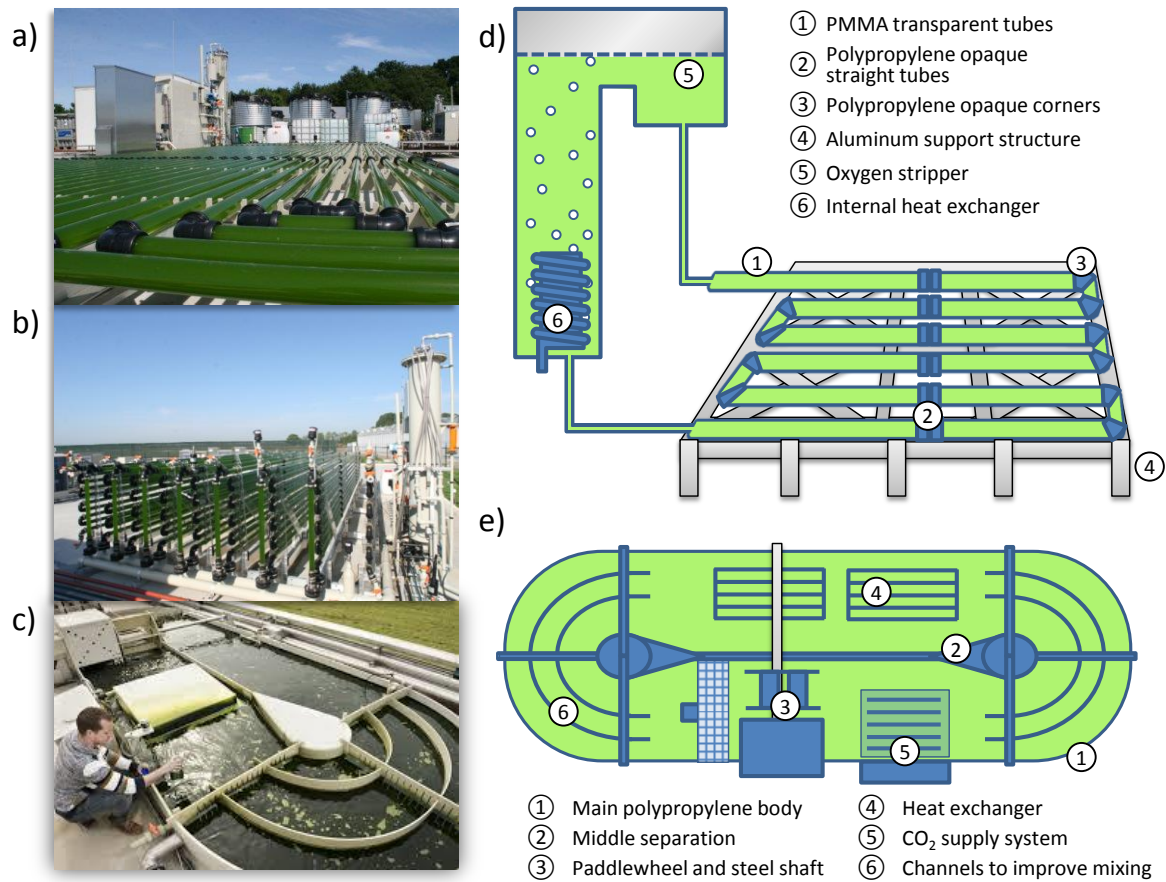 a)
b)
c)
d)
① PMMA transparent tubes
② Polypropylene opaque
straight tubes
③ Polypropylene opaque corners
④ Aluminum support structure
⑤ Oxygen stripper
⑥ Internal heat exchanger
⑤
⑥
①
③
②
④
e)
④
②
③
⑥
⑤
①
① Main polypropylene body
② Middle separation
③ Paddlewheel and steel shaft
④ Heat exchanger
⑤ CO₂ supply system
⑥ Channels to improve mixing